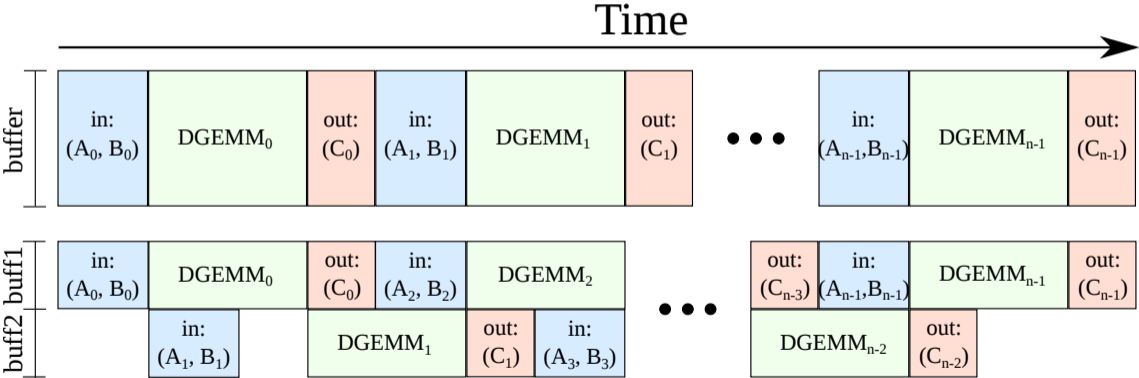 Time
buffer
in:
(A₀, B₀)
DGEMM₀
out:
(C₀)
in:
(A₁, B₁)
DGEMM₁
out:
(C₁)
•••
in:
(Aₙ₋₁,Bₙ₋₁)
DGEMMₙ₋₁
out:
(Cₙ₋₁)
buff1
in:
(A₀, B₀)
DGEMM₀
out:
(C₀)
in:
(A₂, B₂)
DGEMM₂
•••
out:
(Cₙ₋₃)
in:
(Aₙ₋₁,Bₙ₋₁)
DGEMMₙ₋₁
out:
(Cₙ₋₁)
buff2
in:
(A₁, B₁)
DGEMM₁
out:
(C₁)
in:
(A₃, B₃)
DGEMMₙ₋₂
out:
(Cₙ₋₂)